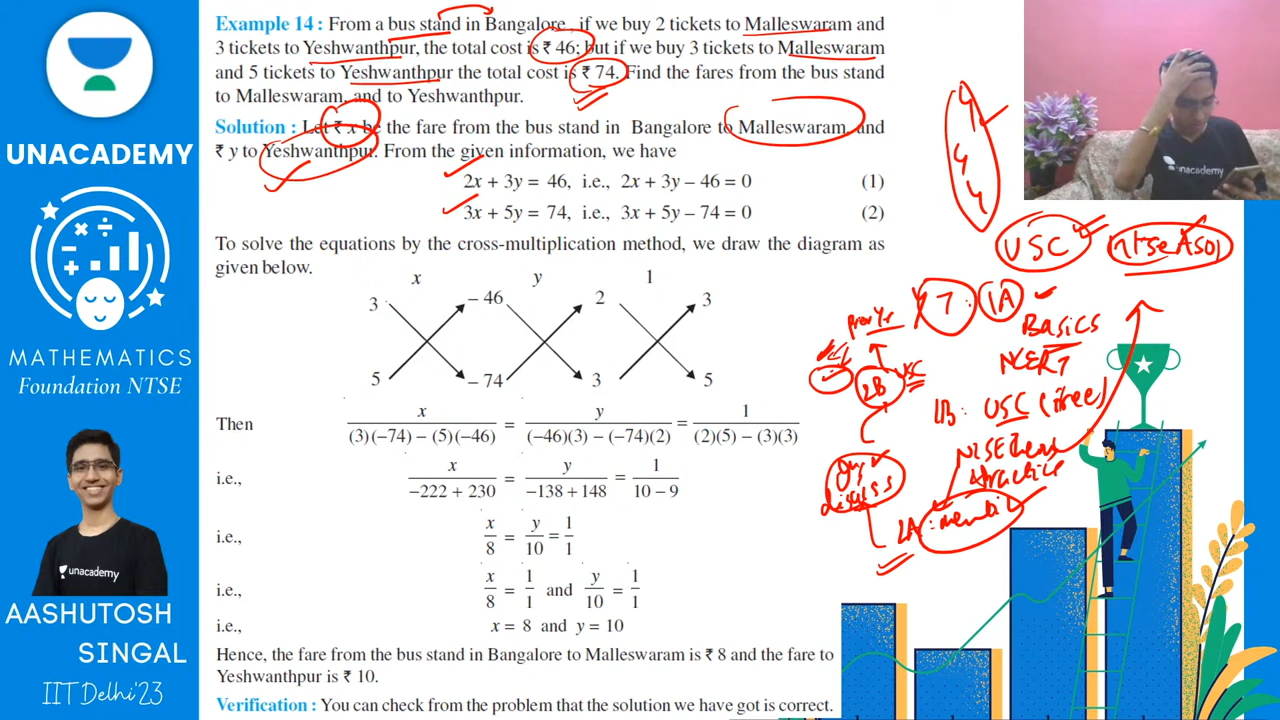 UNACADEMY
MATHEMATICS
Foundation NTSE
unacademy
AASHUTOSH
SINGAL
IIT Delhi'23
Example 14 : From a bus stand in Bangalore , if we buy 2 tickets to Malleswaram and
3 tickets to Yeshwanthpur, the total cost is ₹ 46; but if we buy 3 tickets to Malleswaram
and 5 tickets to Yeshwanthpur the total cost is ₹ 74. Find the fares from the bus stand
to Malleswaram, and to Yeshwanthpur.
Solution : Let ₹ x be the fare from the bus stand in Bangalore to Malleswaram, and
₹ y to Yeshwanthpur. From the given information, we have
2x + 3y = 46, i.e., 2x + 3y – 46 = 0 (1)
3x + 5y = 74, i.e., 3x + 5y – 74 = 0 (2)
To solve the equations by the cross-multiplication method, we draw the diagram as
given below.
x y 1
3 – 46 2 3
5 – 74 3 5
Then x/((3)(–74) – (5)(–46)) = y/((–46)(3) – (–74)(2)) = 1/((2)(5) – (3)(3))
i.e., x/(–222 + 230) = y/(–138 + 148) = 1/(10 – 9)
i.e., x/8 = y/10 = 1/1
i.e., x/8 = 1/1 and y/10 = 1/1
i.e., x = 8 and y = 10
Hence, the fare from the bus stand in Bangalore to Malleswaram is ₹ 8 and the fare to
Yeshwanthpur is ₹ 10.
Verification : You can check from the problem that the solution we have got is correct.
USC
7 : 1A
Basics
NCERT
1B: USC (free)
practice
2B
USC
2A :
unacademy